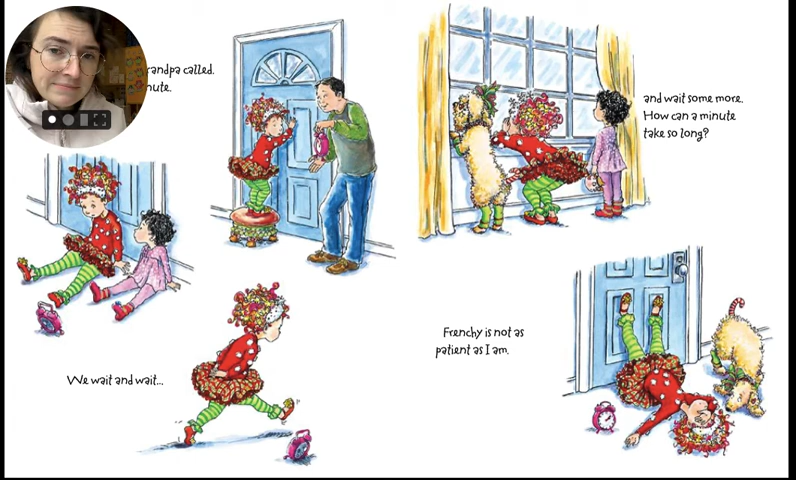 called.
We wait and wait...
and wait some more.
How can a minute
take so long?
Frenchy is not as
patient as I am.